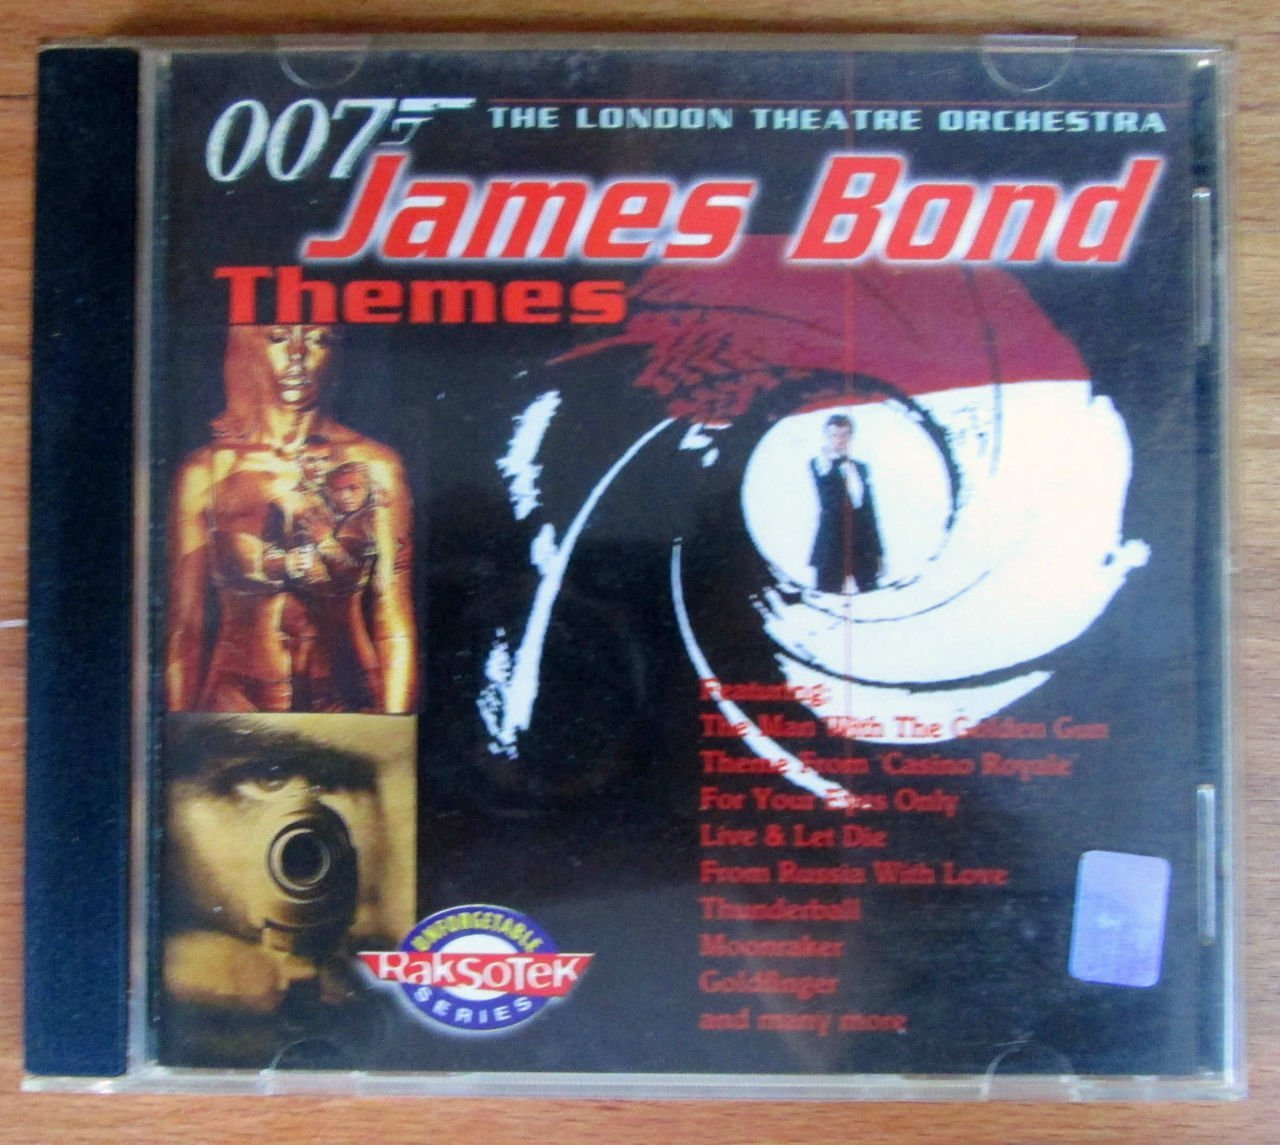 007 THE LONDON THEATRE ORCHESTRA
James Bond
Themes
Featuring:
The Man With The Golden Gun
Theme From 'Casino Royale'
For Your Eyes Only
Live & Let Die
From Russia With Love
Thunderball
Moonraker
Goldfinger
and many more
UNFORGETABLE
RAKSOTEK
SERIES